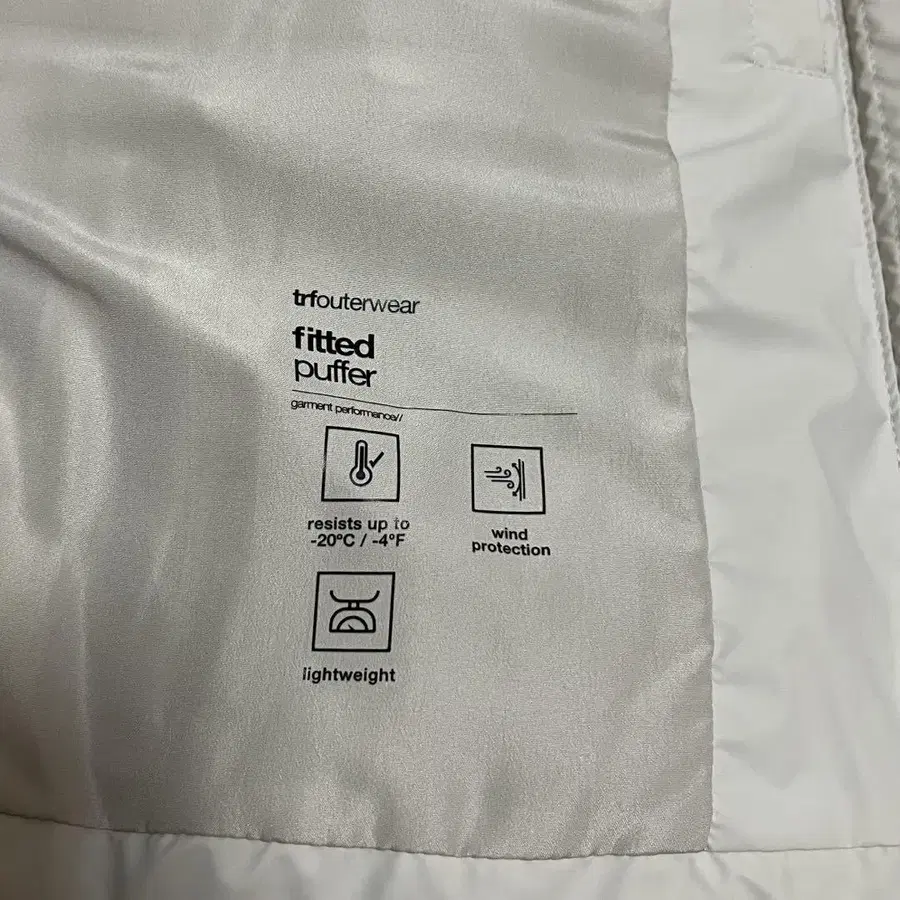 trfouterwear
fitted
puffer
garment performance//
resists up to
-20ºC / -4ºF
wind
protection
lightweight